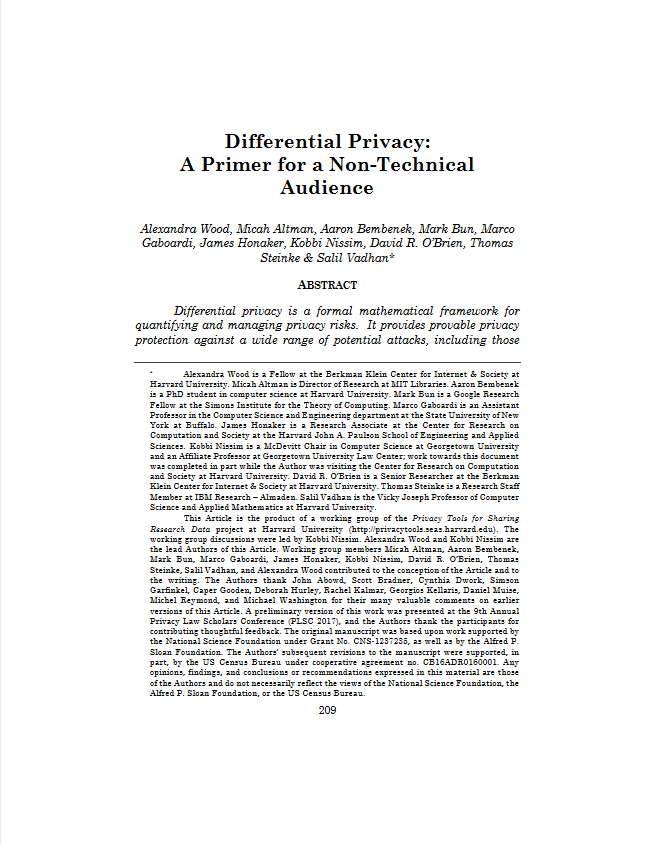 Differential Privacy:
A Primer for a Non-Technical
Audience
Alexandra Wood, Micah Altman, Aaron Bembenek, Mark Bun, Marco
Gaboardi, James Honaker, Kobbi Nissim, David R. O’Brien, Thomas
Steinke & Salil Vadhan*
ABSTRACT
Differential privacy is a formal mathematical framework for
quantifying and managing privacy risks. It provides provable privacy
protection against a wide range of potential attacks, including those
* Alexandra Wood is a Fellow at the Berkman Klein Center for Internet & Society at
Harvard University. Micah Altman is Director of Research at MIT Libraries. Aaron Bembenek
is a PhD student in computer science at Harvard University. Mark Bun is a Google Research
Fellow at the Simons Institute for the Theory of Computing. Marco Gaboardi is an Assistant
Professor in the Computer Science and Engineering department at the State University of New
York at Buffalo. James Honaker is a Research Associate at the Center for Research on
Computation and Society at the Harvard John A. Paulson School of Engineering and Applied
Sciences. Kobbi Nissim is a McDevitt Chair in Computer Science at Georgetown University
and an Affiliate Professor at Georgetown University Law Center; work towards this document
was completed in part while the Author was visiting the Center for Research on Computation
and Society at Harvard University. David R. O’Brien is a Senior Researcher at the Berkman
Klein Center for Internet & Society at Harvard University. Thomas Steinke is a Research Staff
Member at IBM Research – Almaden. Salil Vadhan is the Vicky Joseph Professor of Computer
Science and Applied Mathematics at Harvard University.
This Article is the product of a working group of the Privacy Tools for Sharing
Research Data project at Harvard University (http://privacytools.seas.harvard.edu). The
working group discussions were led by Kobbi Nissim. Alexandra Wood and Kobbi Nissim are
the lead Authors of this Article. Working group members Micah Altman, Aaron Bembenek,
Mark Bun, Marco Gaboardi, James Honaker, Kobbi Nissim, David R. O’Brien, Thomas
Steinke, Salil Vadhan, and Alexandra Wood contributed to the conception of the Article and to
the writing. The Authors thank John Abowd, Scott Bradner, Cynthia Dwork, Simson
Garfinkel, Caper Gooden, Deborah Hurley, Rachel Kalmar, Georgios Kellaris, Daniel Muise,
Michel Reymond, and Michael Washington for their many valuable comments on earlier
versions of this Article. A preliminary version of this work was presented at the 9th Annual
Privacy Law Scholars Conference (PLSC 2017), and the Authors thank the participants for
contributing thoughtful feedback. The original manuscript was based upon work supported by
the National Science Foundation under Grant No. CNS-1237235, as well as by the Alfred P.
Sloan Foundation. The Authors’ subsequent revisions to the manuscript were supported, in
part, by the US Census Bureau under cooperative agreement no. CB16ADR0160001. Any
opinions, findings, and conclusions or recommendations expressed in this material are those
of the Authors and do not necessarily reflect the views of the National Science Foundation, the
Alfred P. Sloan Foundation, or the US Census Bureau.
209